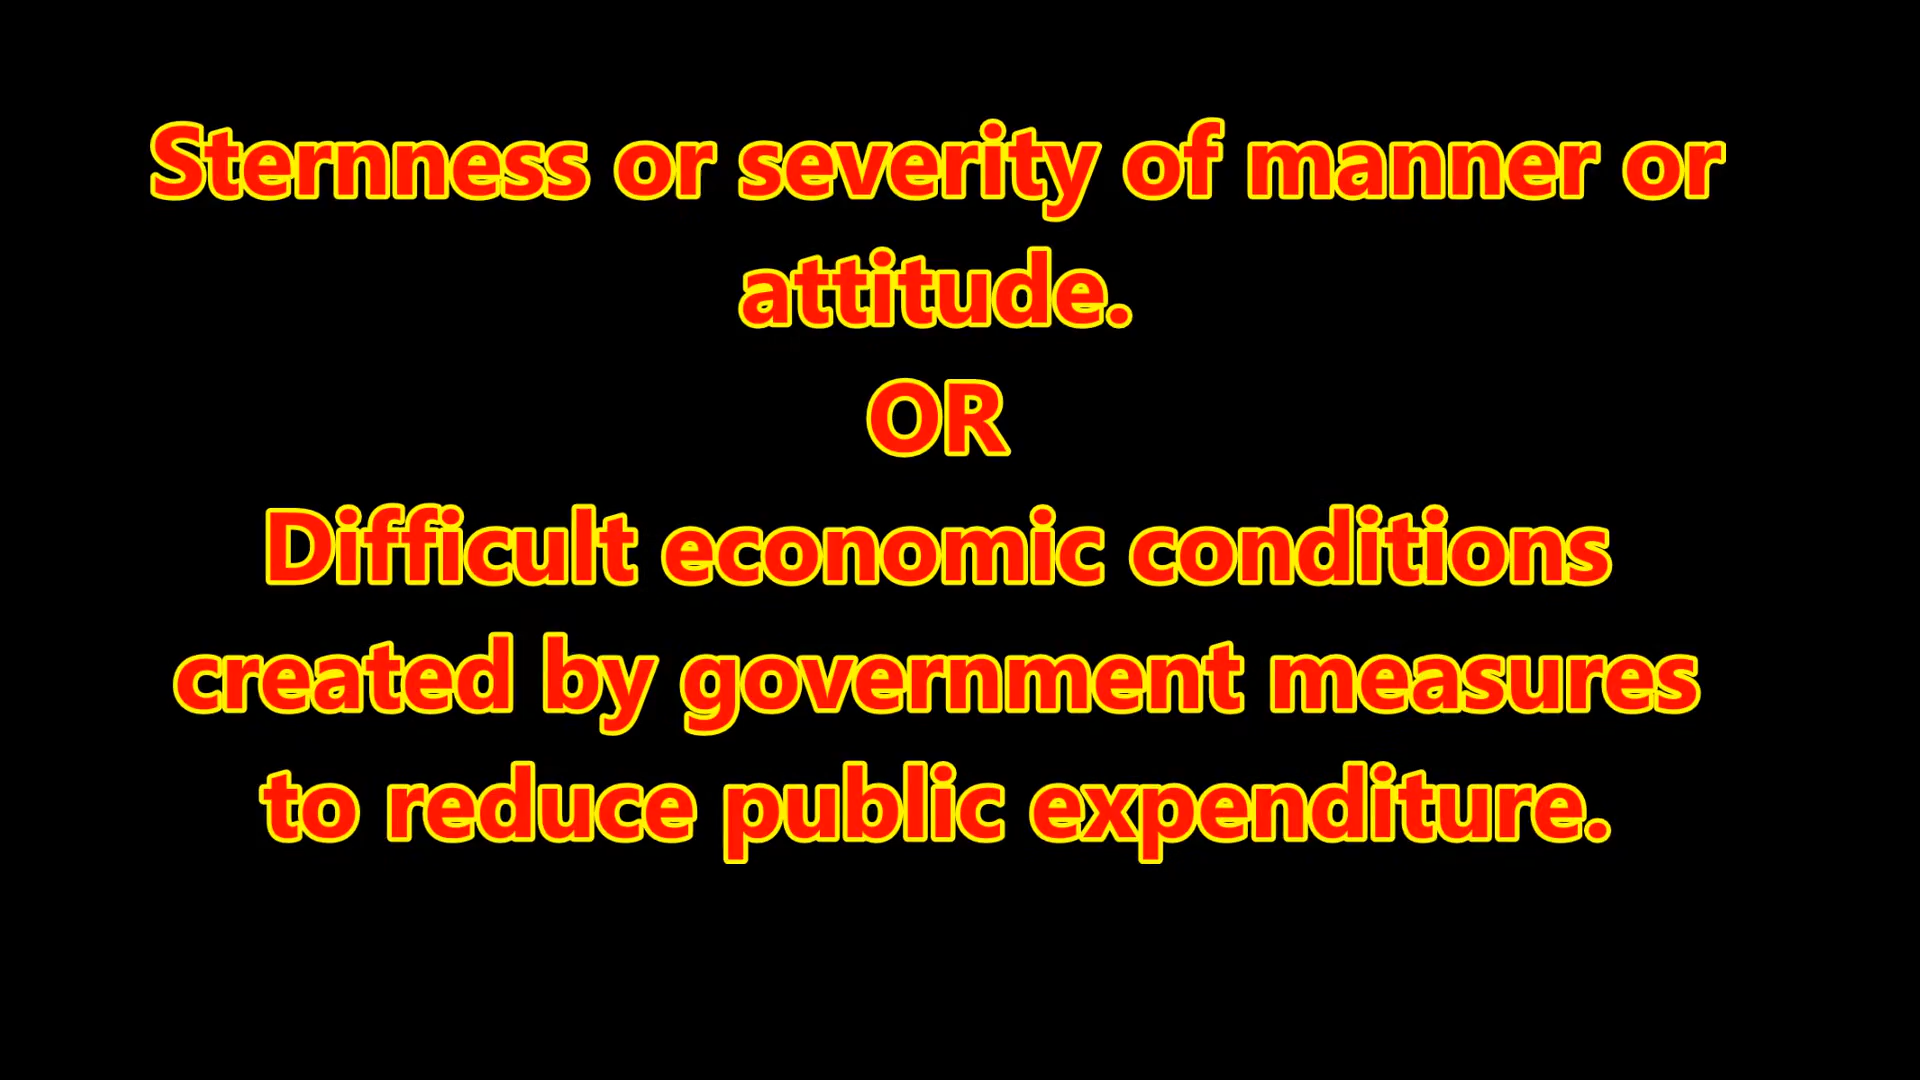 Sternness or severity of manner or
attitude.
OR
Difficult economic conditions
created by government measures
to reduce public expenditure.